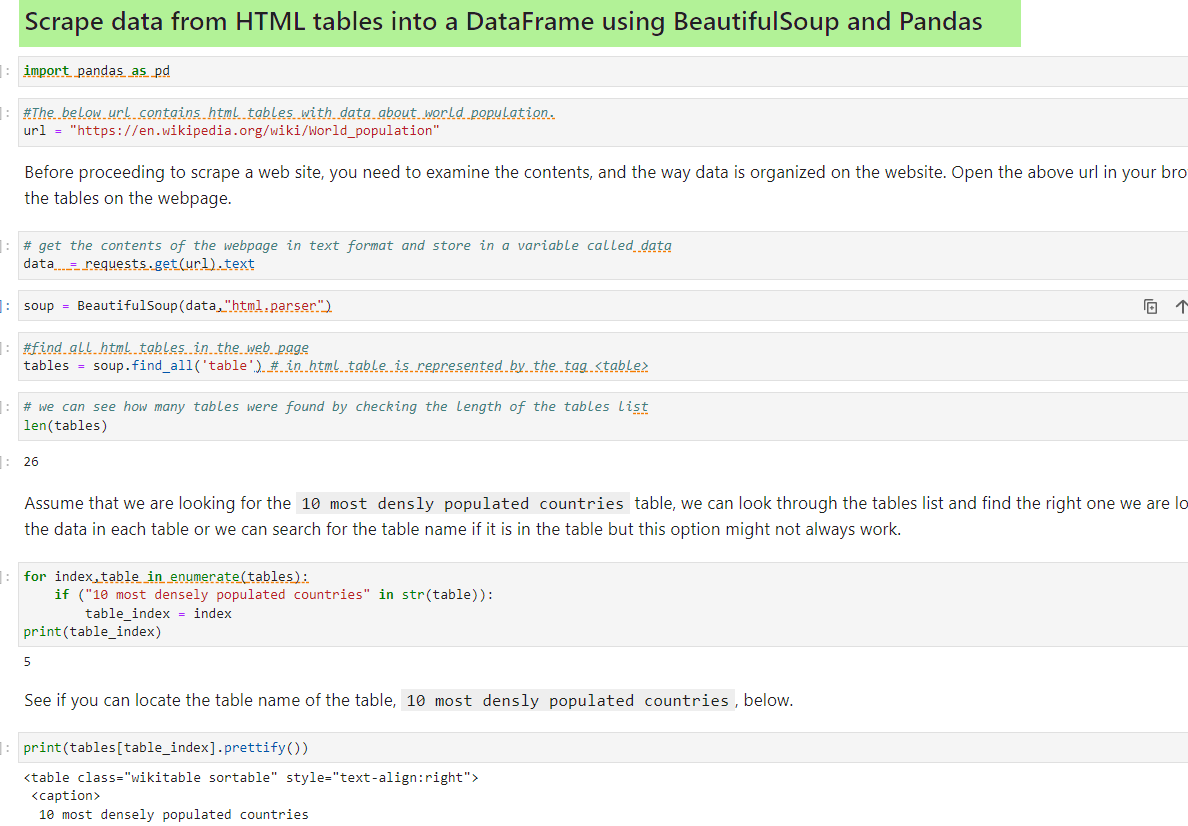 Scrape data from HTML tables into a DataFrame using BeautifulSoup and Pandas
]: import pandas as pd
]: #The below url contains html tables with data about world population.
url = "https://en.wikipedia.org/wiki/World_population"
Before proceeding to scrape a web site, you need to examine the contents, and the way data is organized on the website. Open the above url in your bro
the tables on the webpage.
]: # get the contents of the webpage in text format and store in a variable called data
data  = requests.get(url).text
]: soup = BeautifulSoup(data,"html.parser")
]: #find all html tables in the web page
tables = soup.find_all('table') # in html table is represented by the tag <table>
]: # we can see how many tables were found by checking the length of the tables list
len(tables)
]: 26
Assume that we are looking for the 10 most densly populated countries table, we can look through the tables list and find the right one we are lo
the data in each table or we can search for the table name if it is in the table but this option might not always work.
]: for index,table in enumerate(tables):
    if ("10 most densely populated countries" in str(table)):
        table_index = index
print(table_index)
5
See if you can locate the table name of the table, 10 most densly populated countries, below.
]: print(tables[table_index].prettify())
<table class="wikitable sortable" style="text-align:right">
 <caption>
  10 most densely populated countries